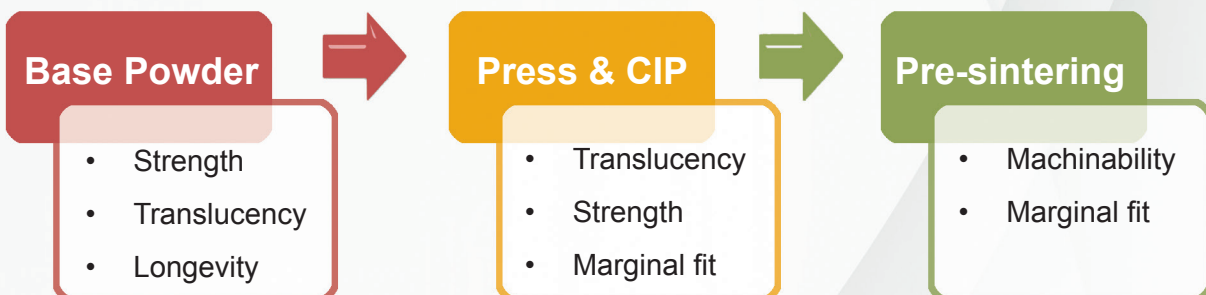 Base Powder
• Strength
• Translucency
• Longevity
Press & CIP
• Translucency
• Strength
• Marginal fit
Pre-sintering
• Machinability
• Marginal fit